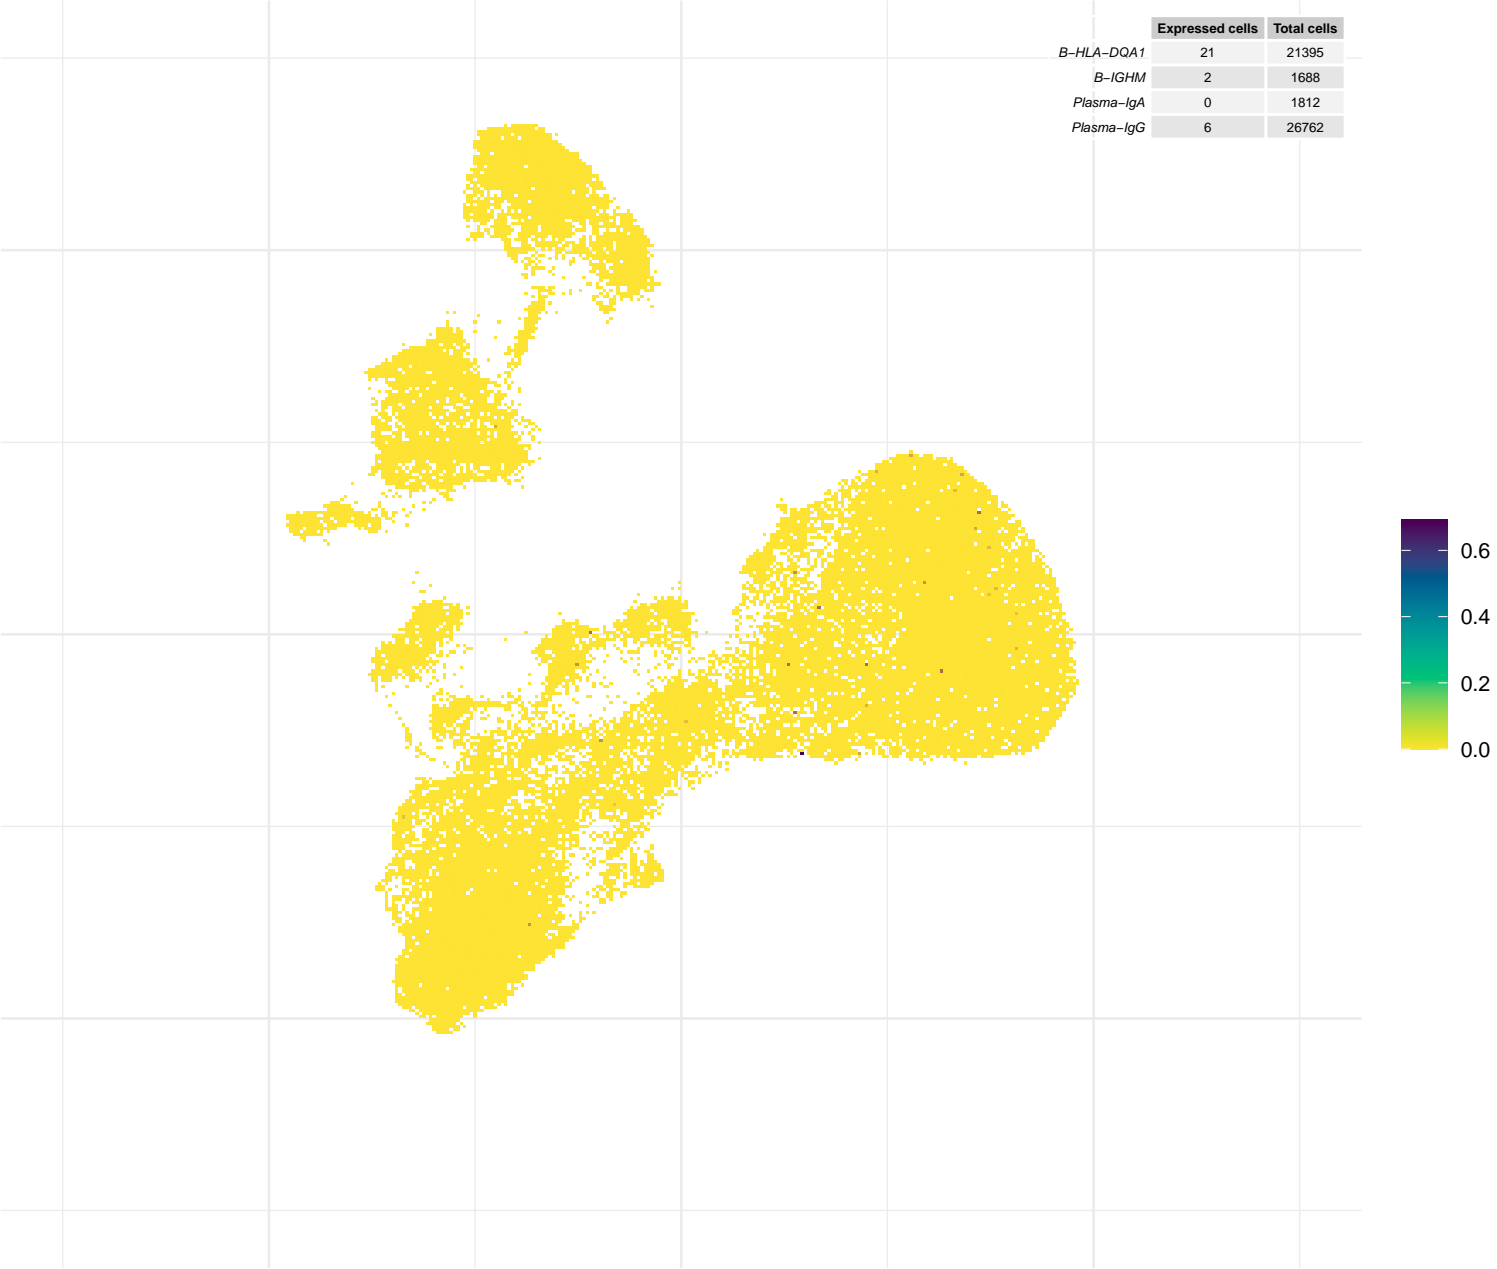 Expressed cells Total cells
B−HLA−DQA1 21 21395
B−IGHM 2 1688
Plasma−IgA 0 1812
Plasma−IgG 6 26762
0.6
0.4
0.2
0.0